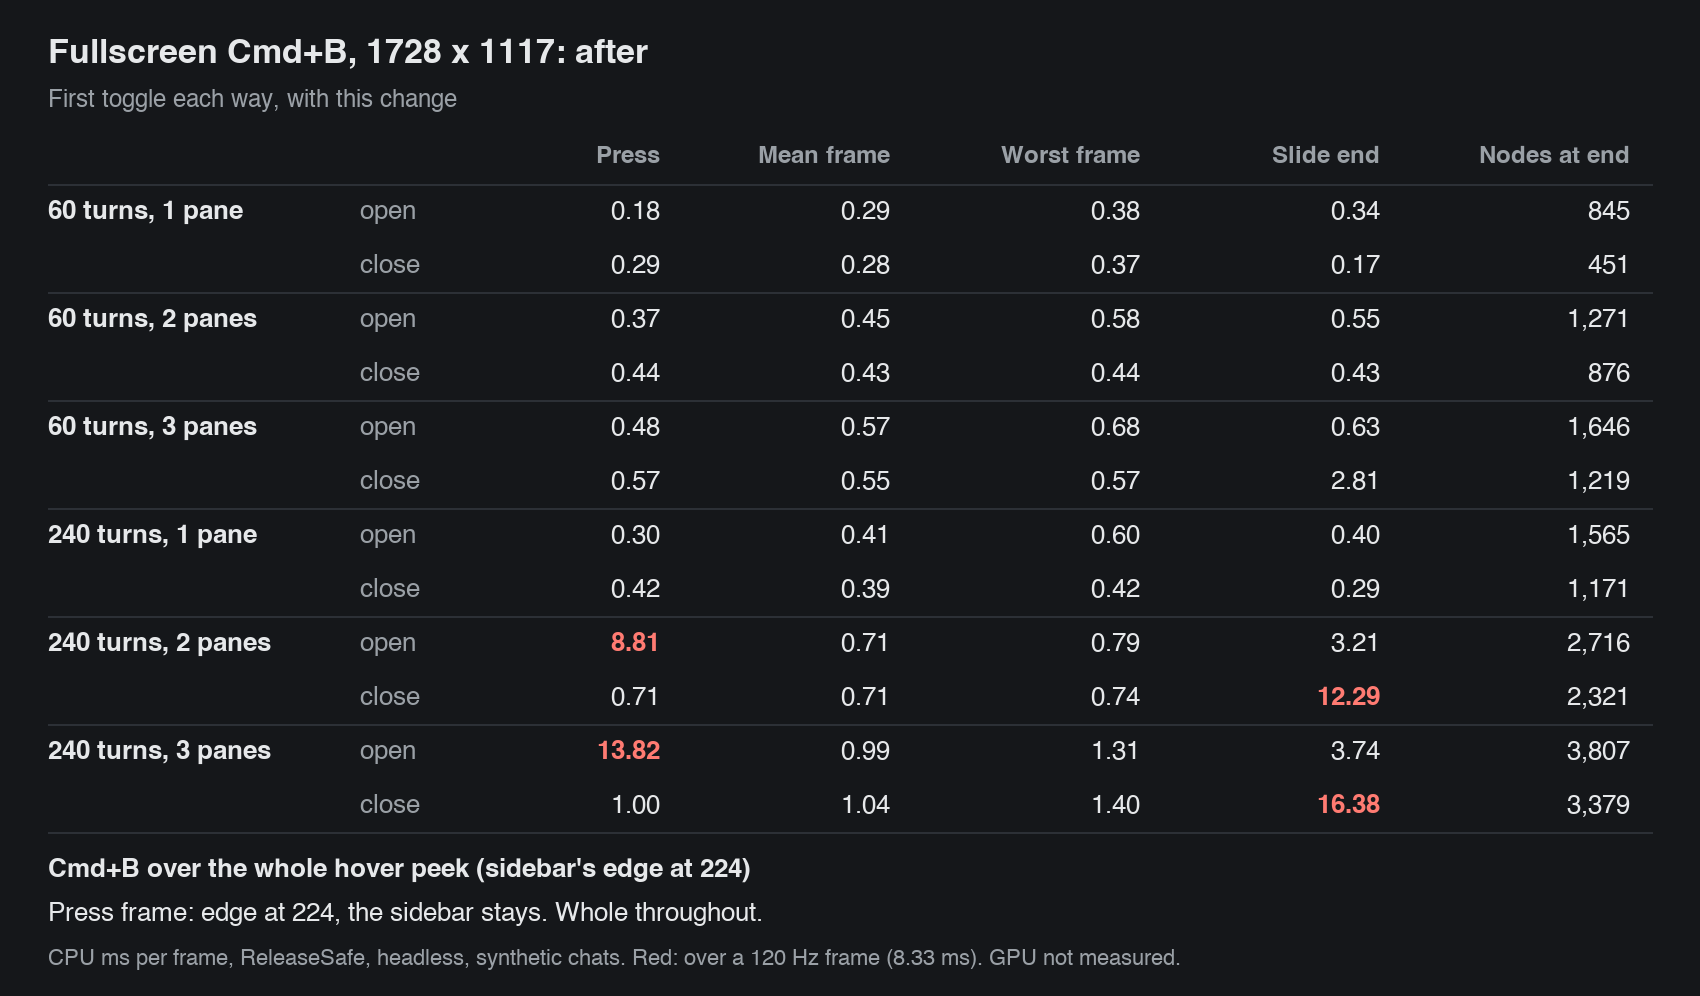 Fullscreen Cmd+B, 1728 x 1117: after
First toggle each way, with this change
Press Mean frame Worst frame Slide end Nodes at end
60 turns, 1 pane open 0.18 0.29 0.38 0.34 845
close 0.29 0.28 0.37 0.17 451
60 turns, 2 panes open 0.37 0.45 0.58 0.55 1,271
close 0.44 0.43 0.44 0.43 876
60 turns, 3 panes open 0.48 0.57 0.68 0.63 1,646
close 0.57 0.55 0.57 2.81 1,219
240 turns, 1 pane open 0.30 0.41 0.60 0.40 1,565
close 0.42 0.39 0.42 0.29 1,171
240 turns, 2 panes open 8.81 0.71 0.79 3.21 2,716
close 0.71 0.71 0.74 12.29 2,321
240 turns, 3 panes open 13.82 0.99 1.31 3.74 3,807
close 1.00 1.04 1.40 16.38 3,379
Cmd+B over the whole hover peek (sidebar's edge at 224)
Press frame: edge at 224, the sidebar stays. Whole throughout.
CPU ms per frame, ReleaseSafe, headless, synthetic chats. Red: over a 120 Hz frame (8.33 ms). GPU not measured.